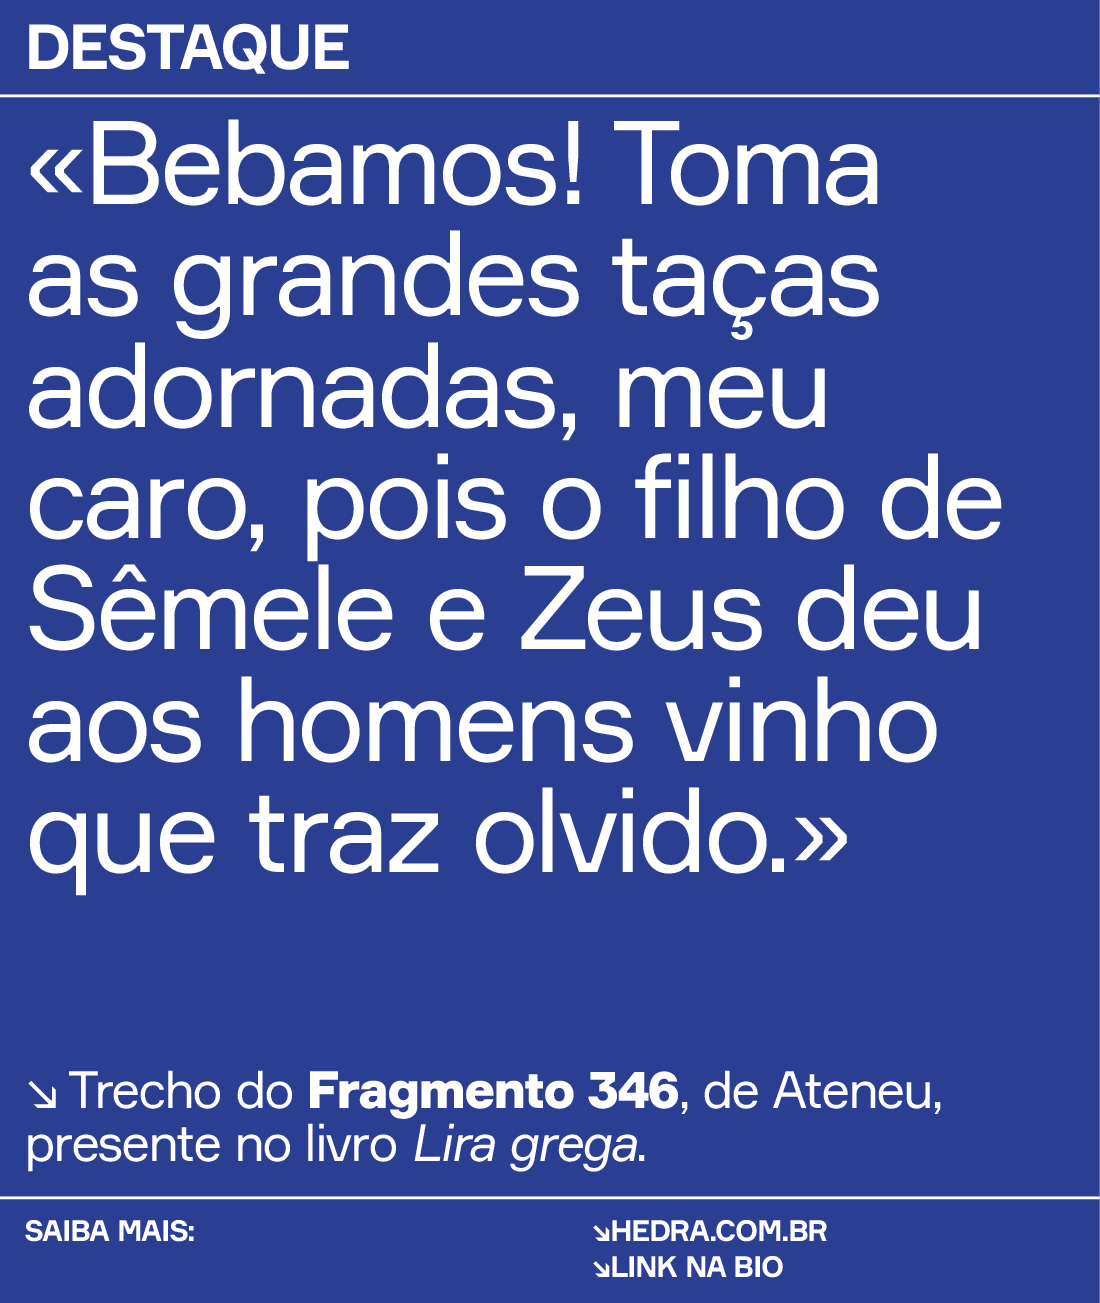 DESTAQUE
«Bebamos! Toma
as grandes taças
adornadas, meu
caro, pois o filho de
Sêmele e Zeus deu
aos homens vinho
que traz olvido.»
↘ Trecho do Fragmento 346, de Ateneu,
presente no livro Lira grega.
SAIBA MAIS:
↘HEDRA.COM.BR
↘LINK NA BIO